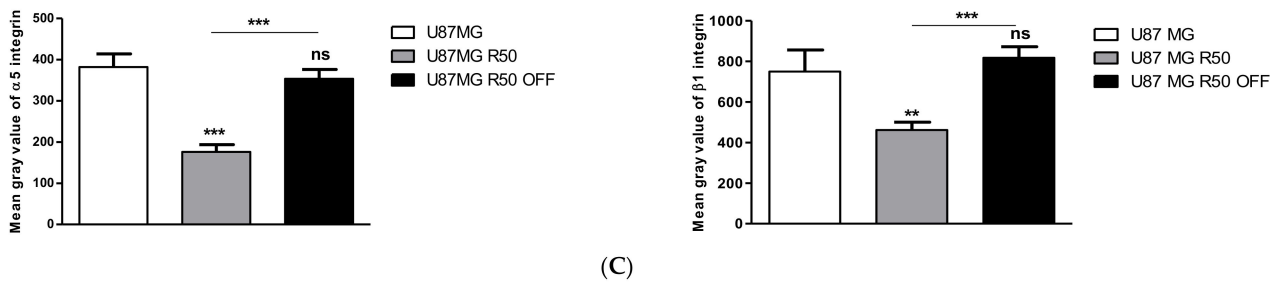 Mean gray value of α5 integrin
500
400
300
200
100
0
***
***
ns
U87MG
U87MG R50
U87MG R50 OFF
Mean gray value of β1 integrin
1000
800
600
400
200
0
***
**
ns
U87 MG
U87 MG R50
U87 MG R50 OFF
(C)